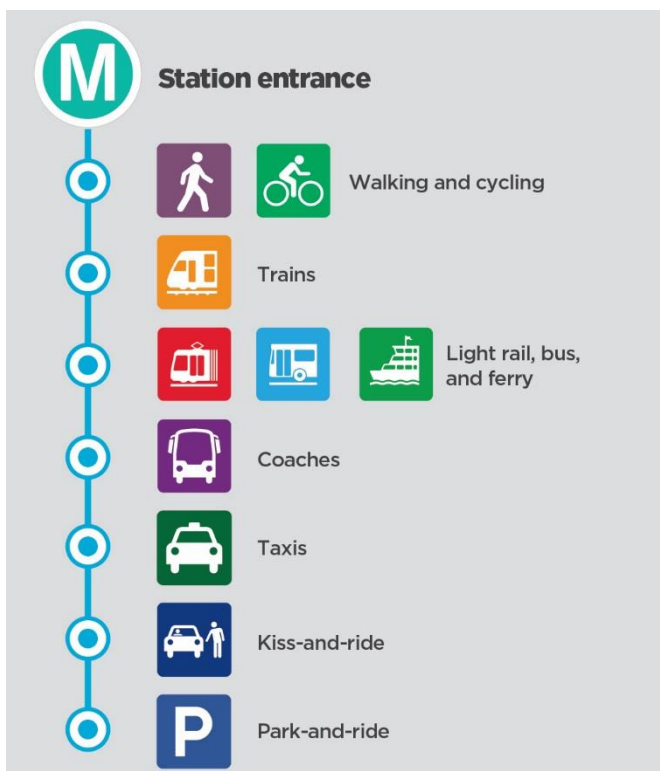 M
Station entrance
Walking and cycling
Trains
Light rail, bus,
and ferry
Coaches
Taxis
Kiss-and-ride
P
Park-and-ride